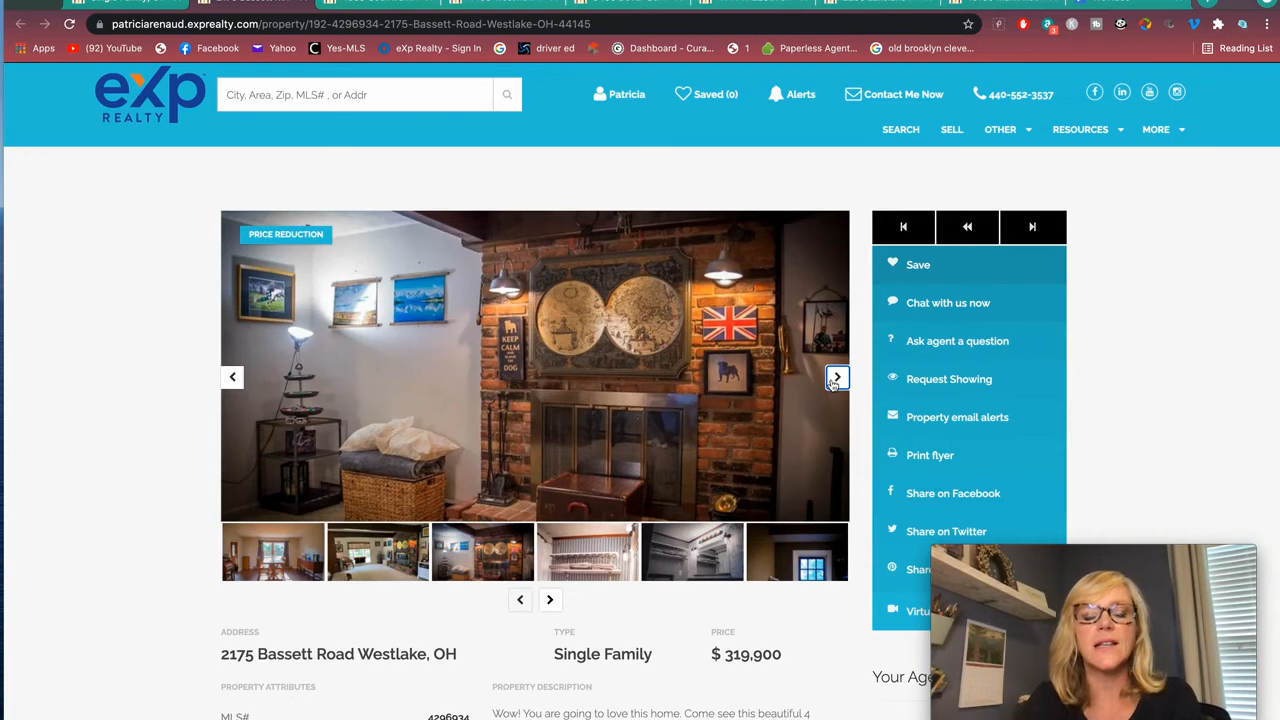 patriciarenaud.exprealty.com/property/192-4296934-2175-Bassett-Road-Westlake-OH-44145
Apps
(92) YouTube
Facebook
Yahoo
Yes-MLS
eXp Realty - Sign In
driver ed
Dashboard - Cura...
1
Paperless Agent...
old brooklyn cleve...
Reading List
eXp
REALTY
City, Area, Zip, MLS# , or Addr
Patricia
Saved (0)
Alerts
Contact Me Now
440-552-3537
SEARCH
SELL
OTHER
RESOURCES
MORE
PRICE REDUCTION
KEEP
CALM
DOG
Save
Chat with us now
Ask agent a question
Request Showing
Property email alerts
Print flyer
Share on Facebook
Share on Twitter
Shar
Virtu
ADDRESS
2175 Bassett Road Westlake, OH
TYPE
Single Family
PRICE
$ 319,900
Your Age
PROPERTY ATTRIBUTES
PROPERTY DESCRIPTION
MLS#
4296934
Wow! You are going to love this home. Come see this beautiful 4